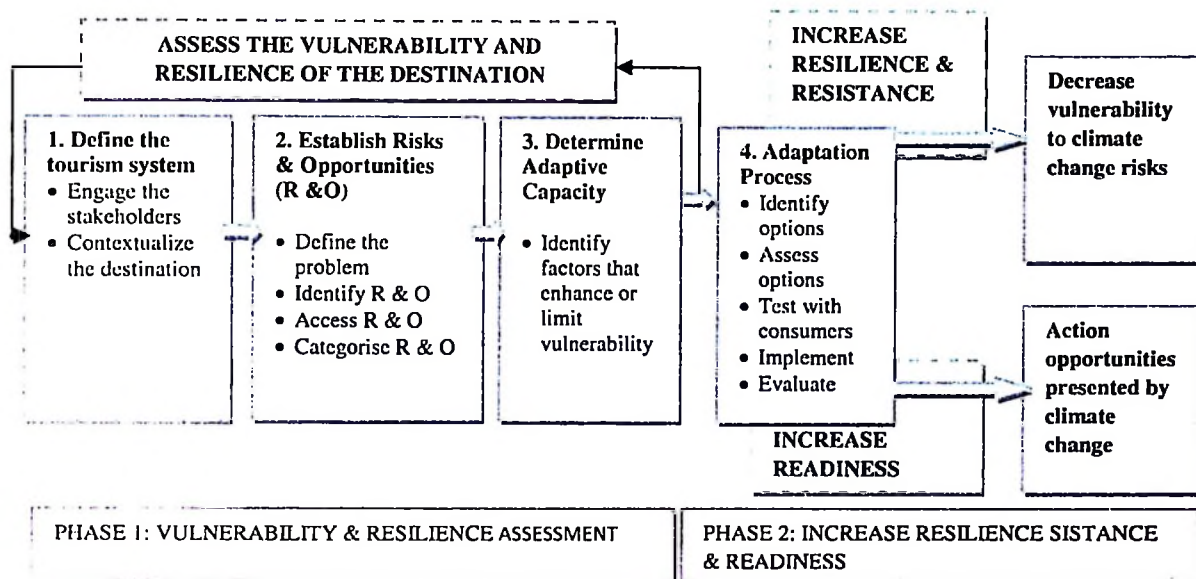 ASSESS THE VULNERABILITY AND
RESILIENCE OF THE DESTINATION
INCREASE
RESILIENCE &
RESISTANCE
Decrease
vulnerability
to climate
change risks
1. Define the
tourism system
• Engage the
stakeholders
• Contextualize
the destination
2. Establish Risks
& Opportunities
(R &O)
• Define the
problem
• Identify R & O
• Access R & O
• Categorise R & O
3. Determine
Adaptive
Capacity
• Identify
factors that
enhance or
limit
vulnerability
4. Adaptation
Process
• Identify
options
• Assess
options
• Test with
consumers
• Implement
• Evaluate
Action
opportunities
presented by
climate
change
INCREASE
READINESS
PHASE 1: VULNERABILITY & RESILIENCE ASSESSMENT
PHASE 2: INCREASE RESILIENCE SISTANCE
& READINESS